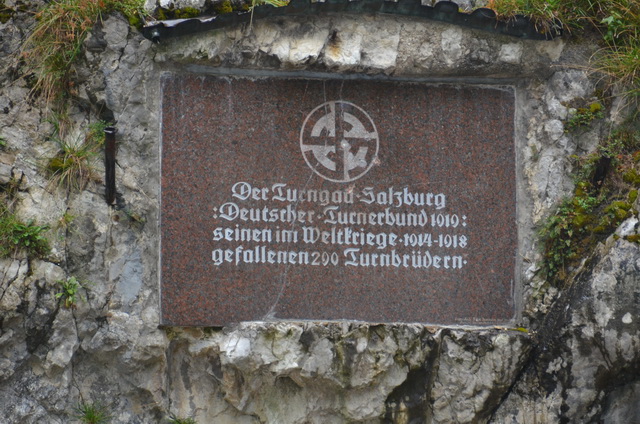 Der Turngau·Salzburg
:Deutscher·Turnerbund 1919:
seinen im Weltkriege·1914-1918
gefallenen 290 Turnbrüdern·